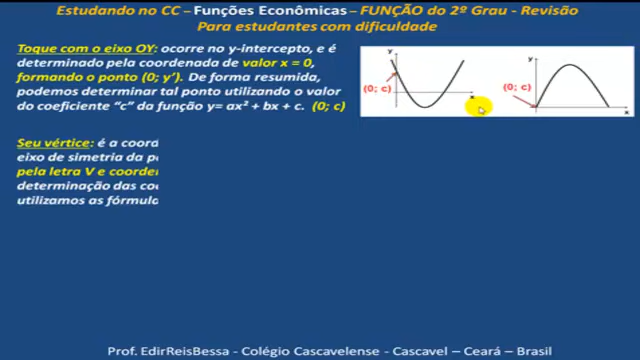 Estudando no CC – Funções Econômicas – FUNÇÃO do 2º Grau - Revisão
Para estudantes com dificuldade
Toque com o eixo OY: ocorre no y-intercepto, e é
determinado pela coordenada de valor x = 0,
formando o ponto (0; y'). De forma resumida,
podemos determinar tal ponto utilizando o valor
do coeficiente “c” da função y= ax² + bx + c. (0; c)
y
(0; c)
x
y
(0; c)
x
Seu vértice: é a coord
eixo de simetria da
pela letra V e coorde
determinação das
utilizamos as fórmula
Prof. EdirReisBessa - Colégio Cascavelense - Cascavel – Ceará – Brasil